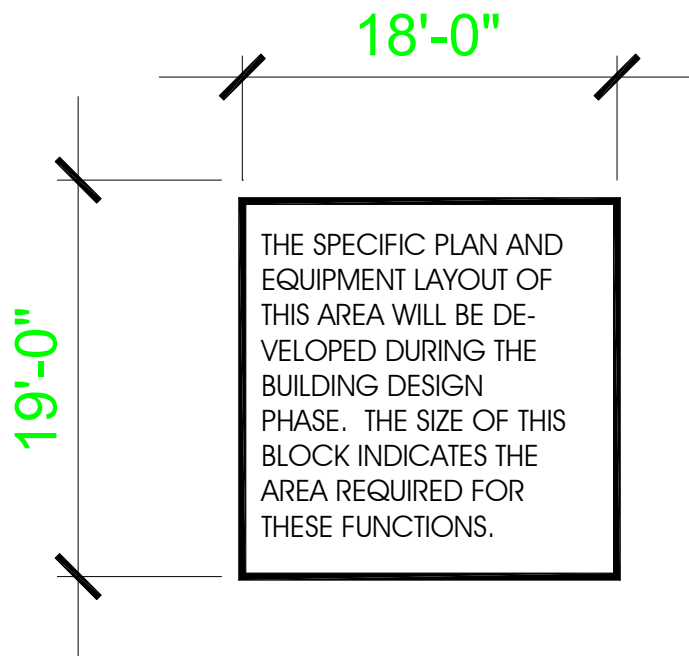 18'-0"
19'-0"
THE SPECIFIC PLAN AND
EQUIPMENT LAYOUT OF
THIS AREA WILL BE DE-
VELOPED DURING THE
BUILDING DESIGN
PHASE.  THE SIZE OF THIS
BLOCK INDICATES THE
AREA REQUIRED FOR
THESE FUNCTIONS.